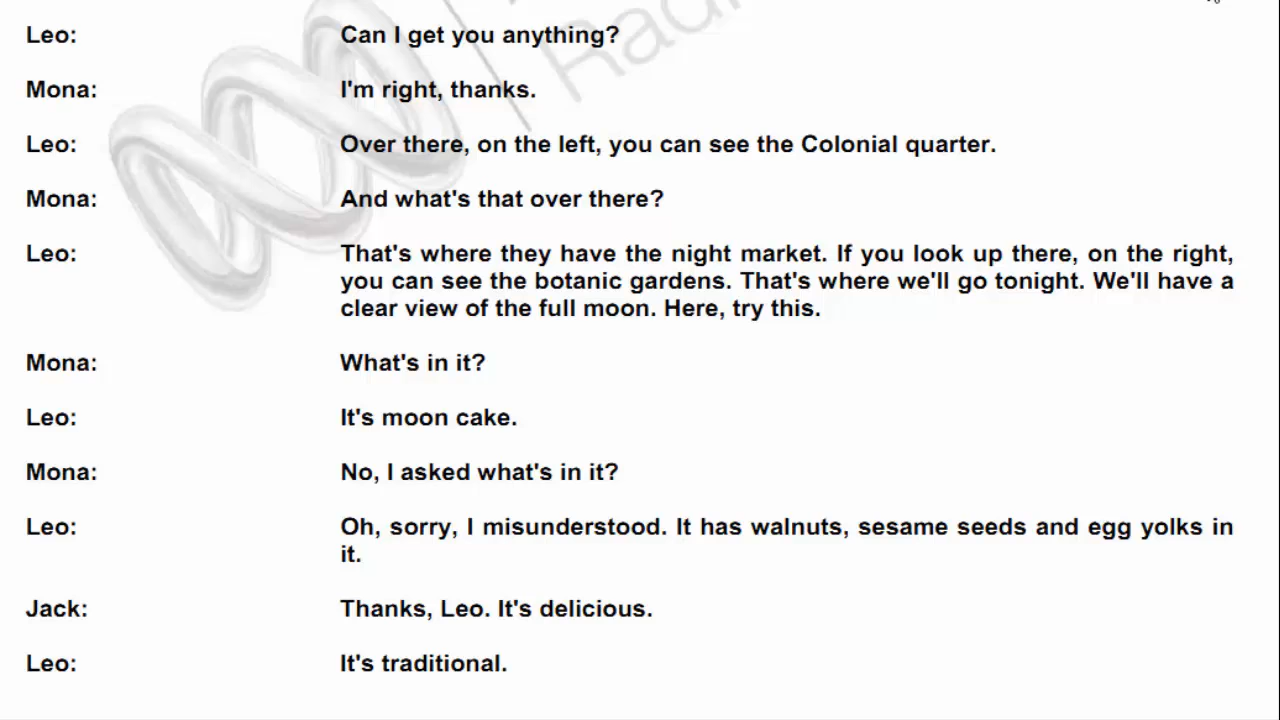 Leo: Can I get you anything?
Mona: I'm right, thanks.
Leo: Over there, on the left, you can see the Colonial quarter.
Mona: And what's that over there?
Leo: That's where they have the night market. If you look up there, on the right,
you can see the botanic gardens. That's where we'll go tonight. We'll have a
clear view of the full moon. Here, try this.
Mona: What's in it?
Leo: It's moon cake.
Mona: No, I asked what's in it?
Leo: Oh, sorry, I misunderstood. It has walnuts, sesame seeds and egg yolks in
it.
Jack: Thanks, Leo. It's delicious.
Leo: It's traditional.